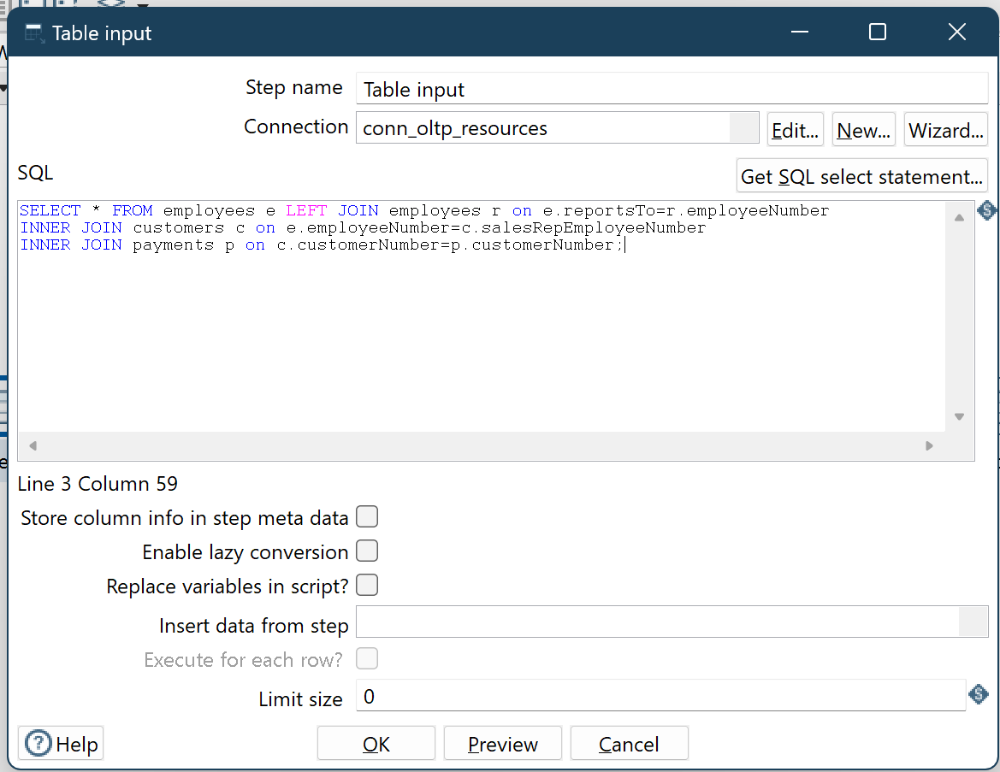 Table input
Step name Table input
Connection conn_oltp_resources Edit... New... Wizard...
SQL Get SQL select statement...
SELECT * FROM employees e LEFT JOIN employees r on e.reportsTo=r.employeeNumber
INNER JOIN customers c on e.employeeNumber=c.salesRepEmployeeNumber
INNER JOIN payments p on c.customerNumber=p.customerNumber;
Line 3 Column 59
Store column info in step meta data
Enable lazy conversion
Replace variables in script?
Insert data from step
Execute for each row?
Limit size 0
Help OK Preview Cancel